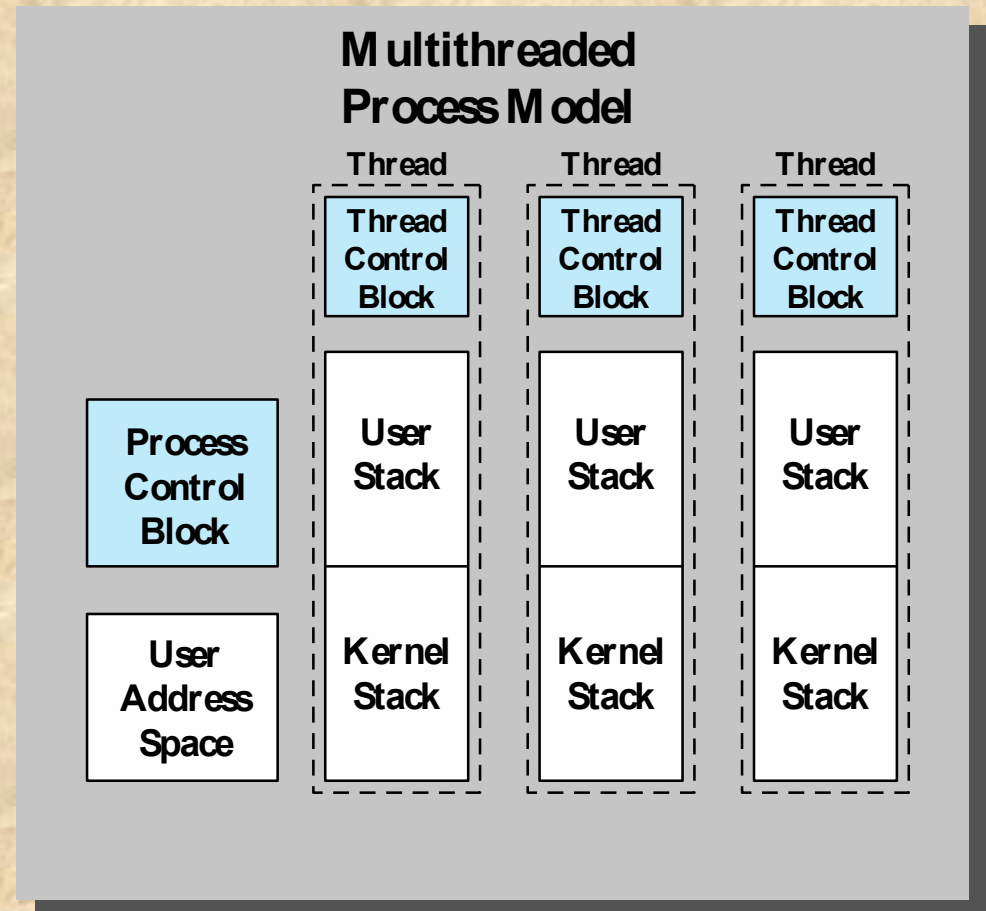 Multithreaded
Process Model
Thread
Thread
Thread
Thread
Control
Block
Thread
Control
Block
Thread
Control
Block
Process
Control
Block
User
Stack
User
Stack
User
Stack
User
Address
Space
Kernel
Stack
Kernel
Stack
Kernel
Stack